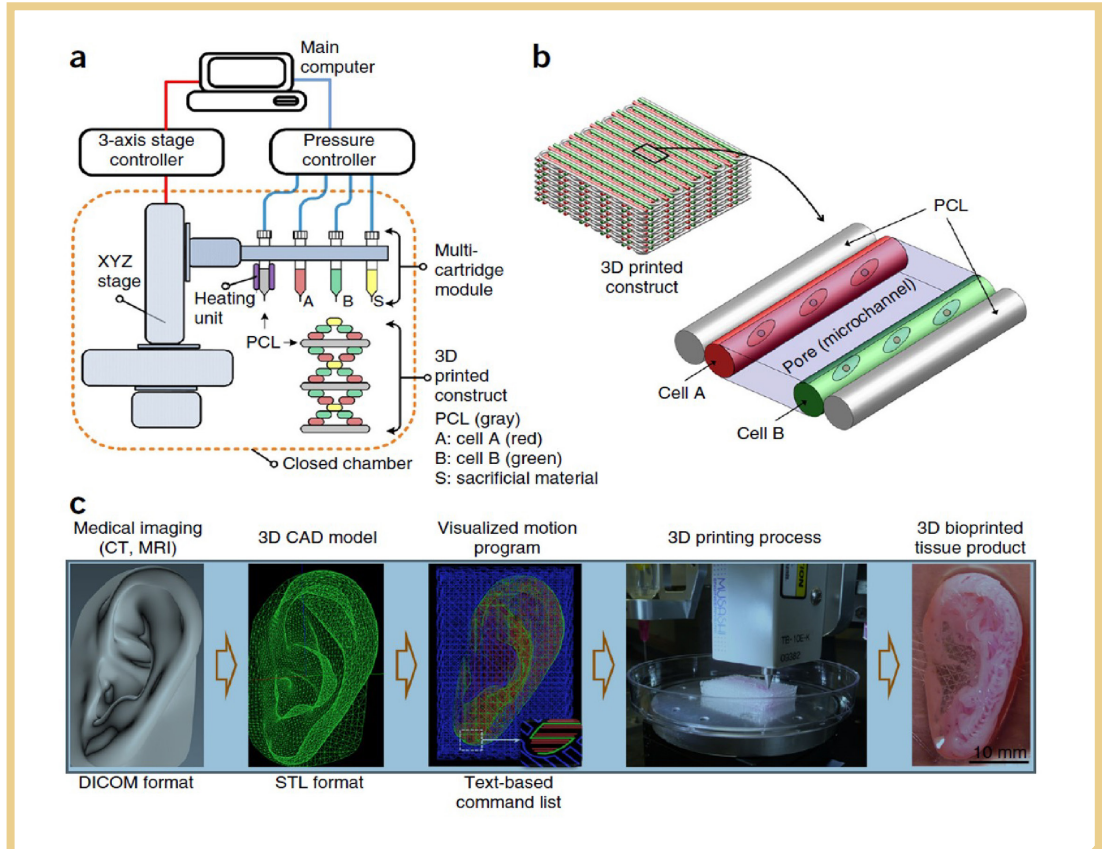 a
Main
computer
3-axis stage
controller
Pressure
controller
XYZ
stage
Heating
unit
A
B
S
Multi-
cartridge
module
PCL
3D
printed
construct
PCL (gray)
A: cell A (red)
B: cell B (green)
S: sacrificial material
Closed chamber
b
3D printed
construct
PCL
Pore (microchannel)
Cell A
Cell B
c
Medical imaging
(CT, MRI)
3D CAD model
Visualized motion
program
3D printing process
3D bioprinted
tissue product
MUSASHI
10 mm
DICOM format
STL format
Text-based
command list